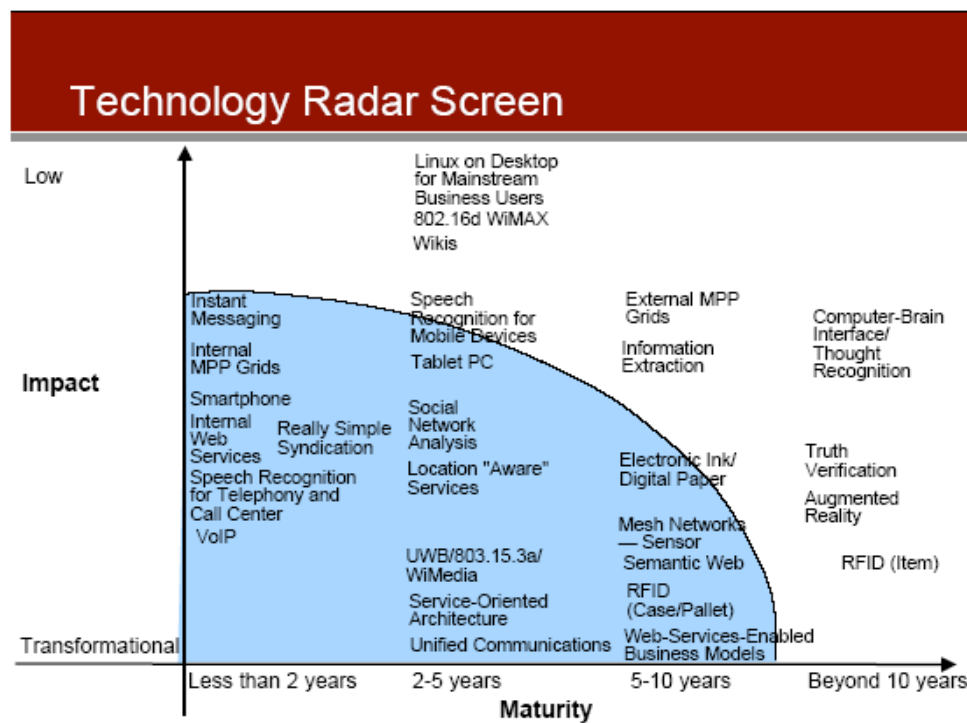 Technology Radar Screen
Low
Linux on Desktop
for Mainstream
Business Users
802.16d WiMAX
Wikis
Impact
Transformational
Instant
Messaging
Internal
MPP Grids
Smartphone
Internal
Web
Services
Really Simple
Syndication
Speech Recognition
for Telephony and
Call Center
VoIP
Speech
Recognition for
Mobile Devices
Tablet PC
Social
Network
Analysis
Location "Aware"
Services
UWB/803.15.3a/
WiMedia
Service-Oriented
Architecture
Unified Communications
External MPP
Grids
Information
Extraction
Electronic Ink/
Digital Paper
Mesh Networks
— Sensor
Semantic Web
RFID
(Case/Pallet)
Web-Services-Enabled
Business Models
Computer-Brain
Interface/
Thought
Recognition
Truth
Verification
Augmented
Reality
RFID (Item)
Less than 2 years
2-5 years
5-10 years
Beyond 10 years
Maturity